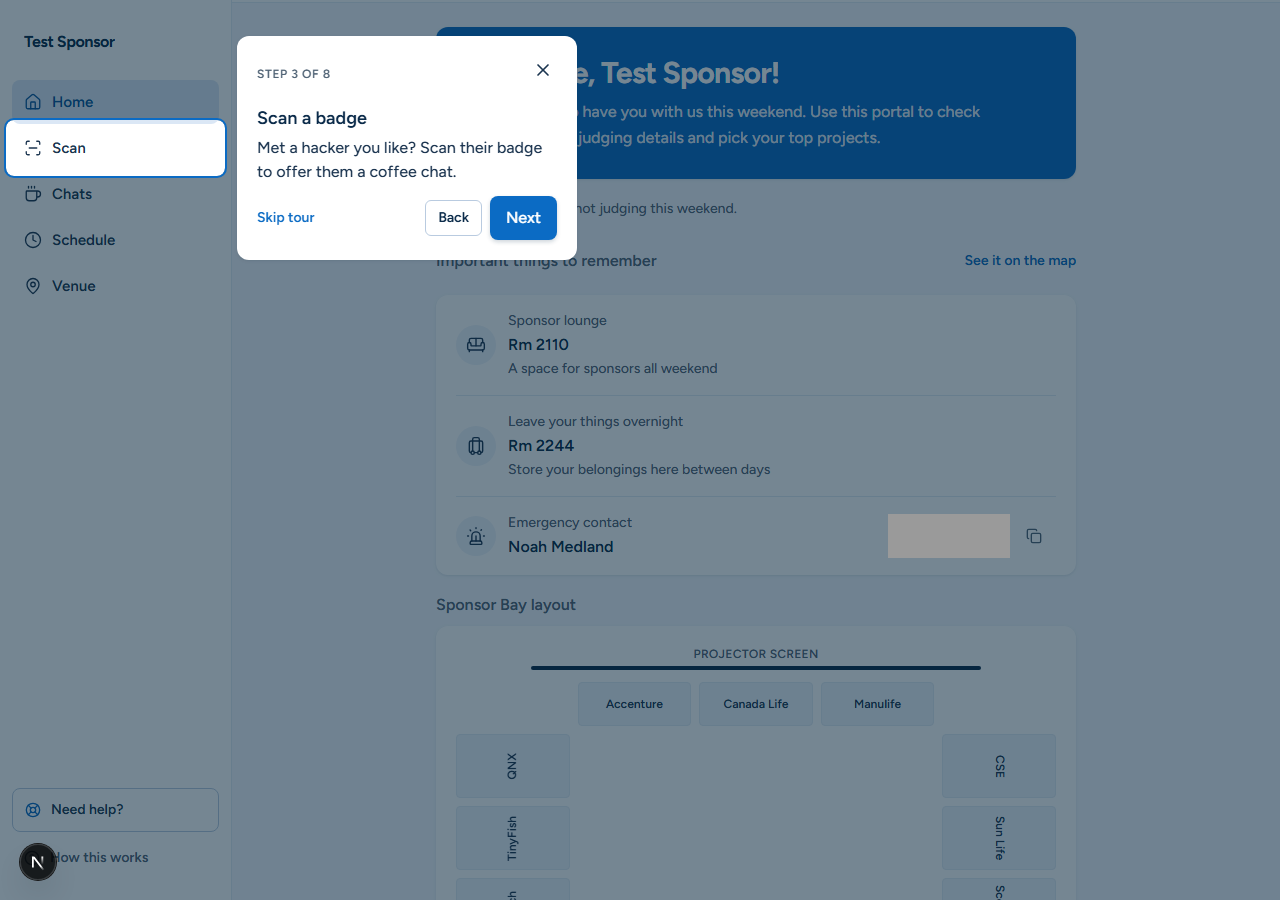 Test Sponsor
Home
Scan
Chats
Schedule
Venue
Need help?
How this works
N
STEP 3 OF 8
Scan a badge
Met a hacker you like? Scan their badge
to offer them a coffee chat.
Skip tour
Back
Next
Test Sponsor!
have you with us this weekend. Use this portal to check
judging details and pick your top projects.
not judging this weekend.
Important things to remember
See it on the map
Sponsor lounge
Rm 2110
A space for sponsors all weekend
Leave your things overnight
Rm 2244
Store your belongings here between days
Emergency contact
Noah Medland
Sponsor Bay layout
PROJECTOR SCREEN
Accenture
Canada Life
Manulife
QNX
CSE
TinyFish
Sun Life